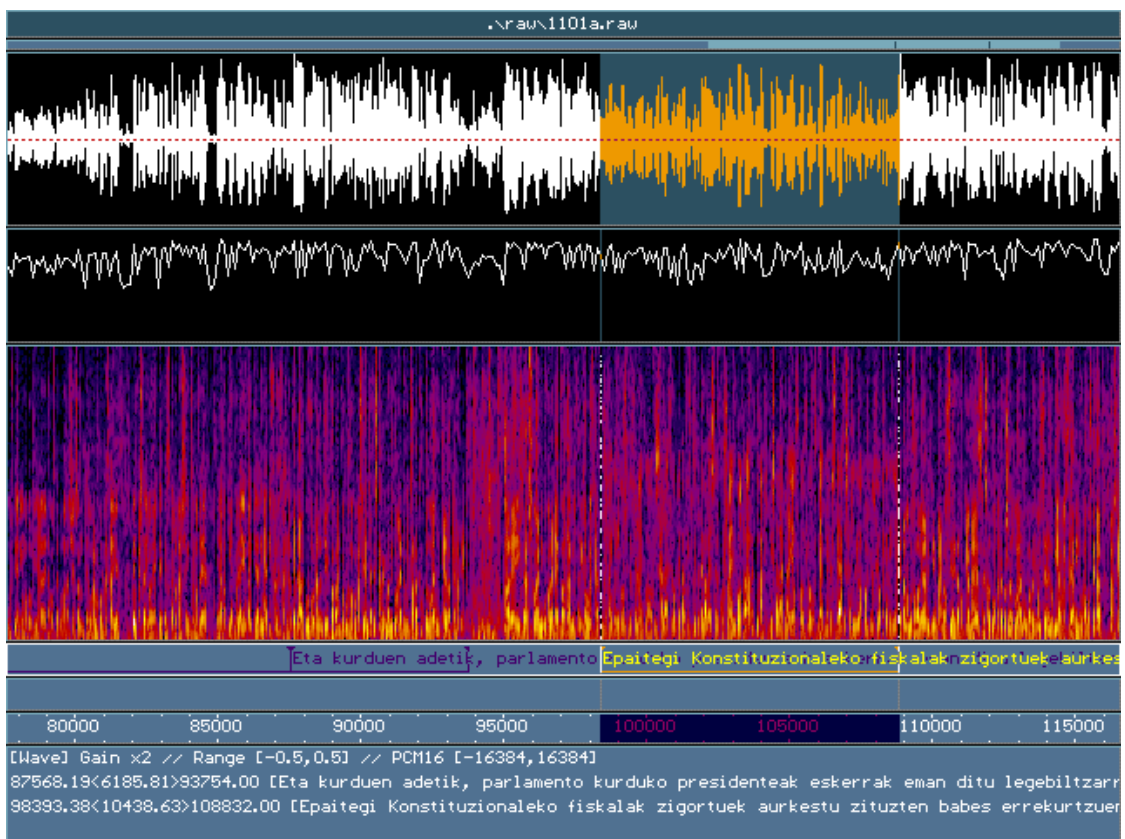 .\raw\1101a.raw
Eta kurduen adetik, parlamento Epaitegi Konstituzionaleko fiskalak zigortuek aurkes
80000 85000 90000 95000 100000 105000 110000 115000
[Wave] Gain x2 // Range [-0.5,0.5] // PCM16 [-16384,16384]
87568.19<6185.81>93754.00 [Eta kurduen adetik, parlamento kurduko presidenteak eskerrak eman ditu legebiltzarr
98393.38<10438.63>108832.00 [Epaitegi Konstituzionaleko fiskalak zigortuek aurkestu zituzten babes errekurtzuer